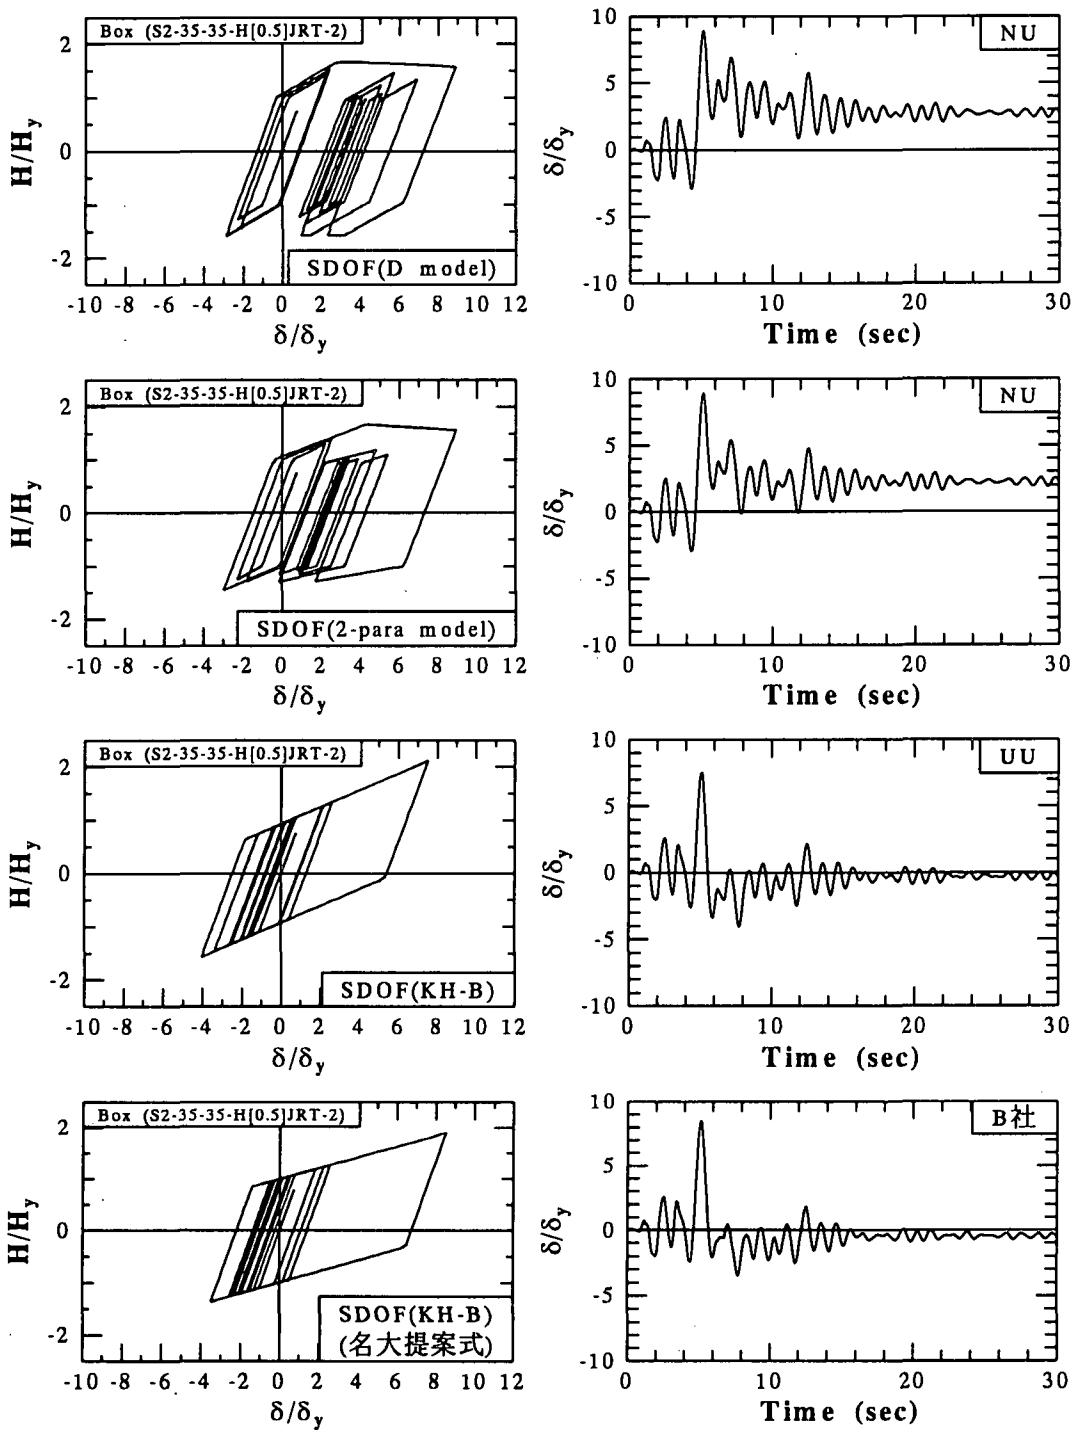 Box (S2-35-35-H[0.5]JRT-2)
2
0
-2
H/Hy
SDOF(D model)
-10 -8 -6 -4 -2 0 2 4 6 8 10 12
δ/δy
NU
10
5
0
-5
-10
δ/δy
0 10 20 30
Time (sec)
Box (S2-35-35-H[0.5]JRT-2)
2
0
-2
H/Hy
SDOF(2-para model)
-10 -8 -6 -4 -2 0 2 4 6 8 10 12
δ/δy
NU
10
5
0
-5
-10
δ/δy
0 10 20 30
Time (sec)
Box (S2-35-35-H[0.5]JRT-2)
2
0
-2
H/Hy
SDOF(KH-B)
-10 -8 -6 -4 -2 0 2 4 6 8 10 12
δ/δy
UU
10
5
0
-5
-10
δ/δy
0 10 20 30
Time (sec)
Box (S2-35-35-H[0.5]JRT-2)
2
0
-2
H/Hy
SDOF(KH-B)
(名大提案式)
-10 -8 -6 -4 -2 0 2 4 6 8 10 12
δ/δy
B社
10
5
0
-5
-10
δ/δy
0 10 20 30
Time (sec)